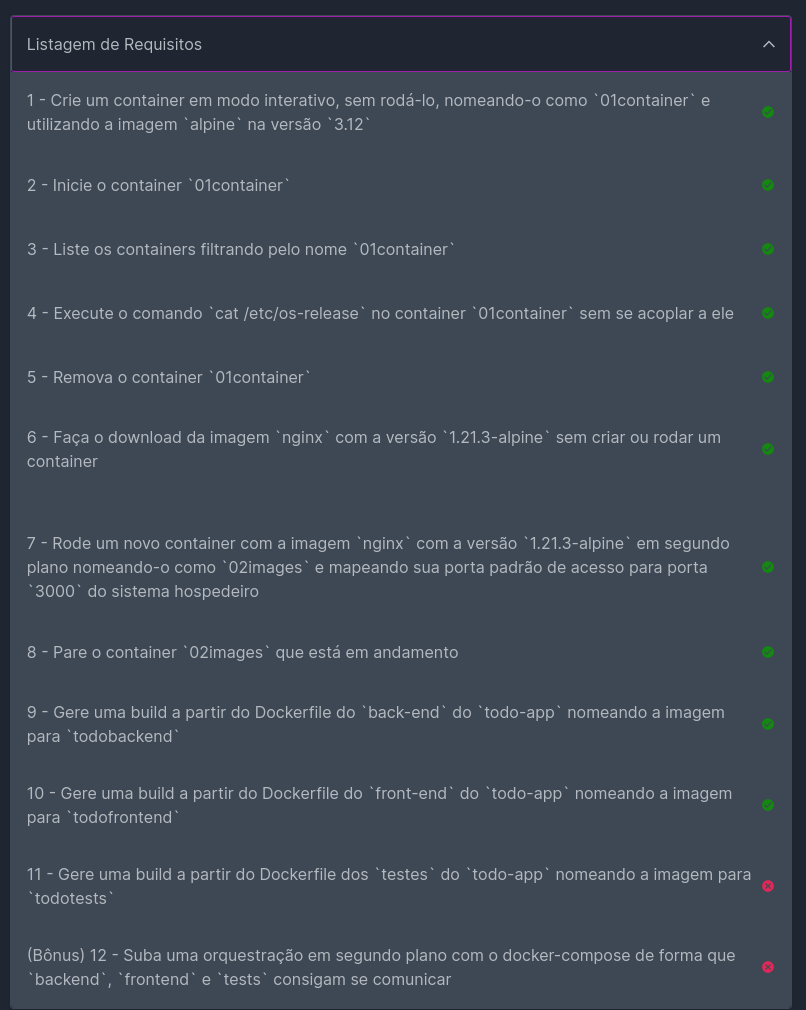 Listagem de Requisitos
1 - Crie um container em modo interativo, sem rodá-lo, nomeando-o como `01container` e
utilizando a imagem `alpine` na versão `3.12`
2 - Inicie o container `01container`
3 - Liste os containers filtrando pelo nome `01container`
4 - Execute o comando `cat /etc/os-release` no container `01container` sem se acoplar a ele
5 - Remova o container `01container`
6 - Faça o download da imagem `nginx` com a versão `1.21.3-alpine` sem criar ou rodar um
container
7 - Rode um novo container com a imagem `nginx` com a versão `1.21.3-alpine` em segundo
plano nomeando-o como `02images` e mapeando sua porta padrão de acesso para porta
`3000` do sistema hospedeiro
8 - Pare o container `02images` que está em andamento
9 - Gere uma build a partir do Dockerfile do `back-end` do `todo-app` nomeando a imagem
para `todobackend`
10 - Gere uma build a partir do Dockerfile do `front-end` do `todo-app` nomeando a imagem
para `todofrontend`
11 - Gere uma build a partir do Dockerfile dos `testes` do `todo-app` nomeando a imagem para
`todotests`
(Bônus) 12 - Suba uma orquestração em segundo plano com o docker-compose de forma que
`backend`, `frontend` e `tests` consigam se comunicar